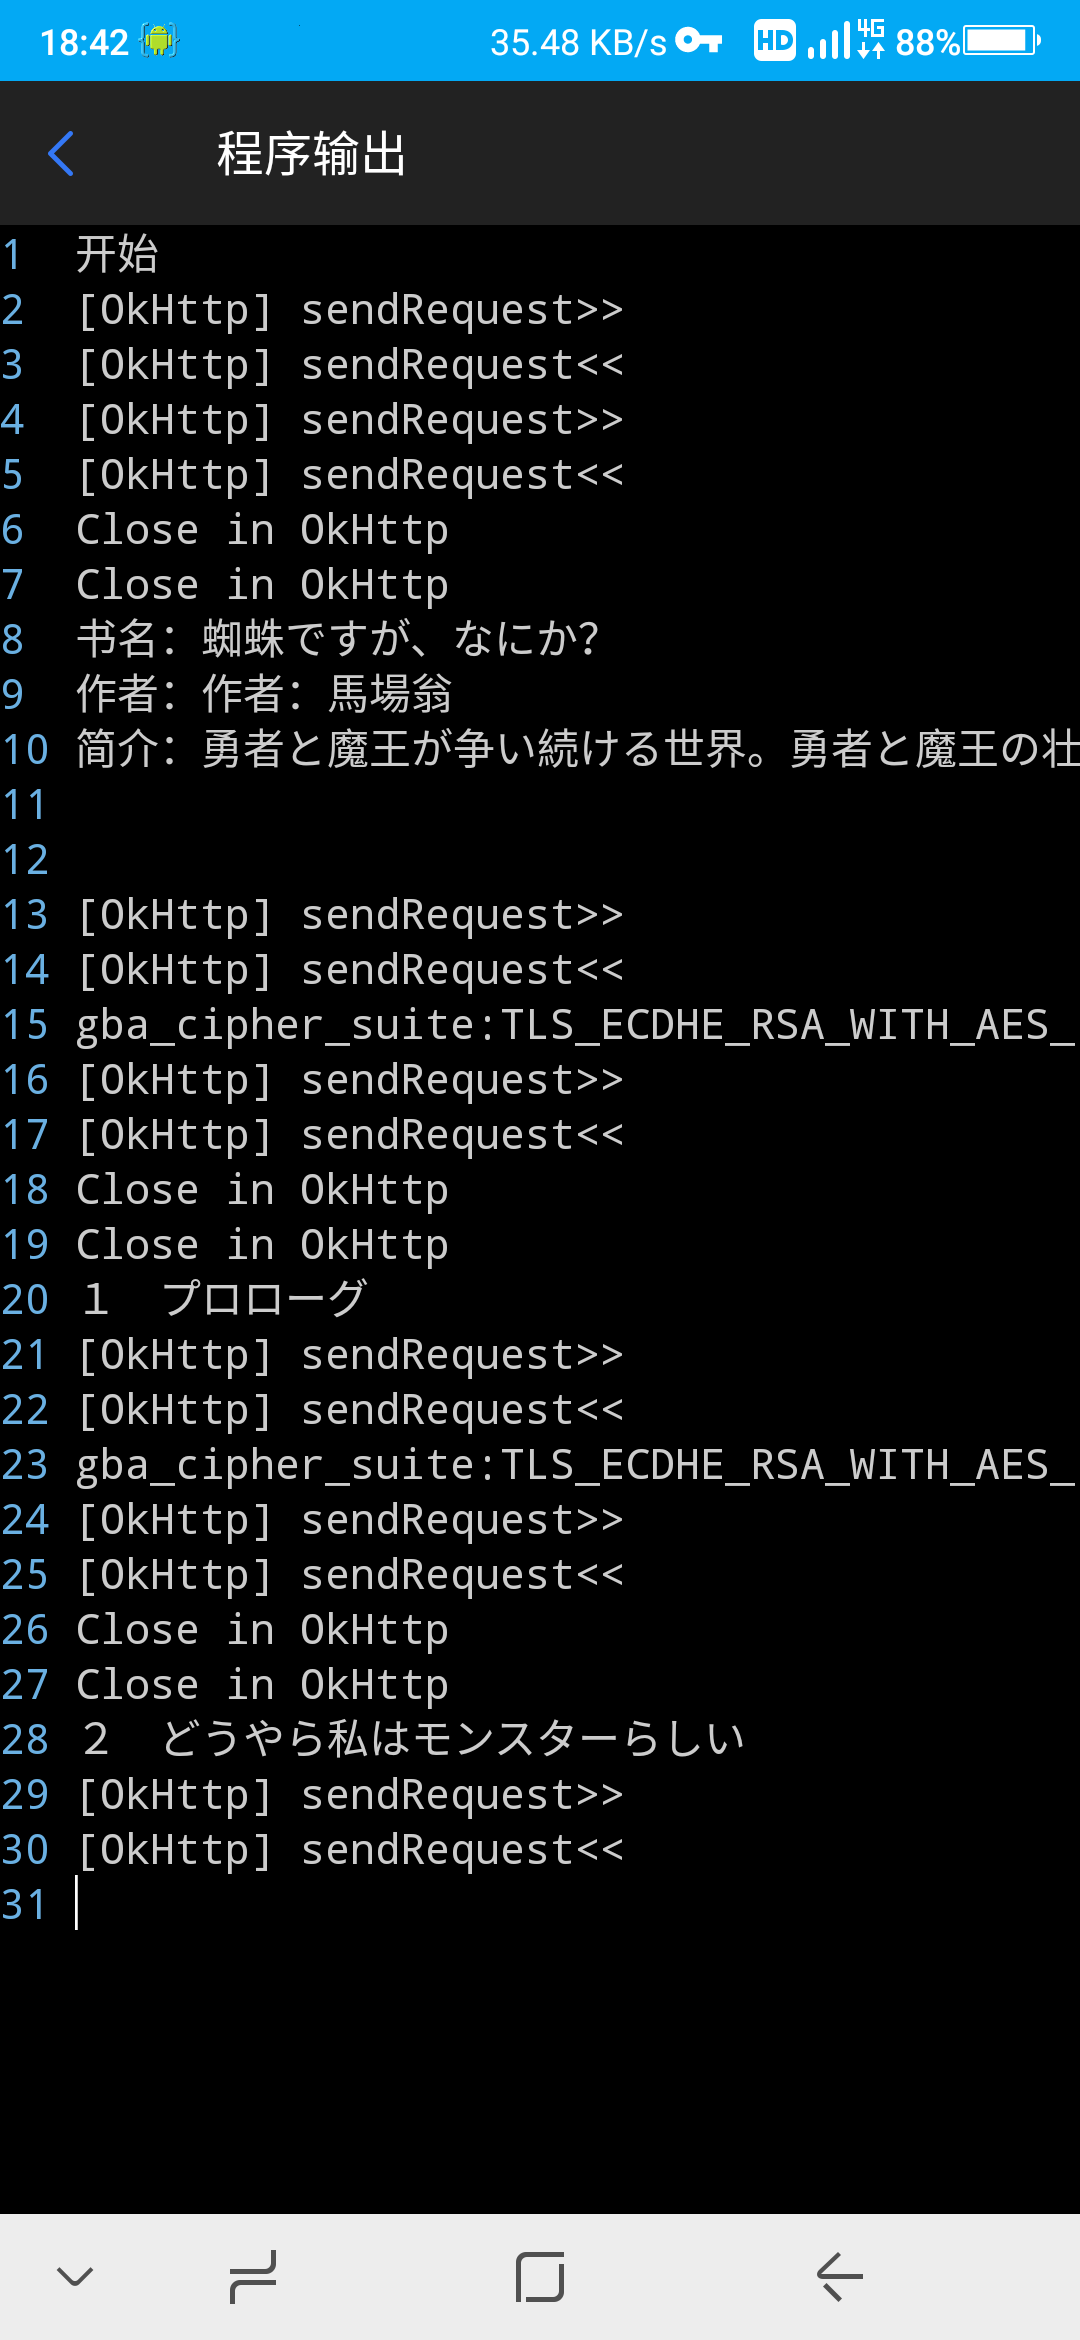 18:42 35.48 KB/s HD 4G 88%
程序输出
1 开始
2 [OkHttp] sendRequest>>
3 [OkHttp] sendRequest<<
4 [OkHttp] sendRequest>>
5 [OkHttp] sendRequest<<
6 Close in OkHttp
7 Close in OkHttp
8 书名：蜘蛛ですが、なにか？
9 作者：作者：馬場翁
10 简介：勇者と魔王が争い続ける世界。勇者と魔王の壮
11
12
13 [OkHttp] sendRequest>>
14 [OkHttp] sendRequest<<
15 gba_cipher_suite:TLS_ECDHE_RSA_WITH_AES_
16 [OkHttp] sendRequest>>
17 [OkHttp] sendRequest<<
18 Close in OkHttp
19 Close in OkHttp
20 １　プロローグ
21 [OkHttp] sendRequest>>
22 [OkHttp] sendRequest<<
23 gba_cipher_suite:TLS_ECDHE_RSA_WITH_AES_
24 [OkHttp] sendRequest>>
25 [OkHttp] sendRequest<<
26 Close in OkHttp
27 Close in OkHttp
28 ２　どうやら私はモンスターらしい
29 [OkHttp] sendRequest>>
30 [OkHttp] sendRequest<<
31